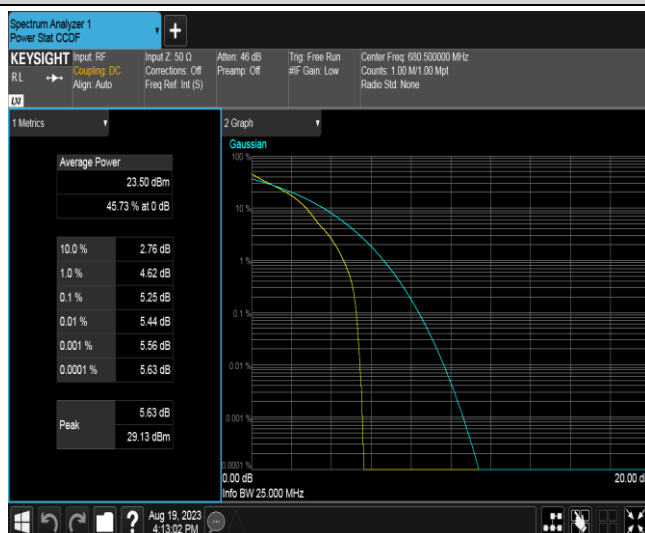 Spectrum Analyzer 1
Power Stat CCDF
KEYSIGHT
RL
LXI
Input: RF
Coupling: DC
Align: Auto
Input Z: 50 Ω
Corrections: Off
Freq Ref: Int (S)
Atten: 46 dB
Preamp: Off
Trig: Free Run
#IF Gain: Low
Center Freq: 680.500000 MHz
Counts: 1.00 M/1.00 Mpt
Radio Std: None
1 Metrics
Average Power
23.50 dBm
45.73 % at 0 dB
10.0 % 2.76 dB
1.0 % 4.62 dB
0.1 % 5.25 dB
0.01 % 5.44 dB
0.001 % 5.56 dB
0.0001 % 5.63 dB
Peak
5.63 dB
29.13 dBm
2 Graph
Gaussian
100 %
10 %
1 %
0.1 %
0.01 %
0.001 %
0.0001 %
0.00 dB
20.00 d
Info BW 25.000 MHz
Aug 19, 2023
4:13:02 PM